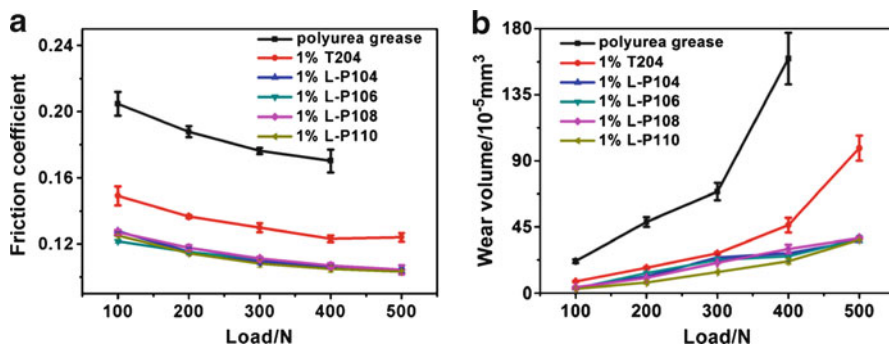 a
0.24
0.20
0.16
0.12
Friction coefficient
polyurea grease
1% T204
1% L-P104
1% L-P106
1% L-P108
1% L-P110
100 200 300 400 500
Load/N
b
180
135
90
45
0
Wear volume/10⁻⁵mm³
polyurea grease
1% T204
1% L-P104
1% L-P106
1% L-P108
1% L-P110
100 200 300 400 500
Load/N